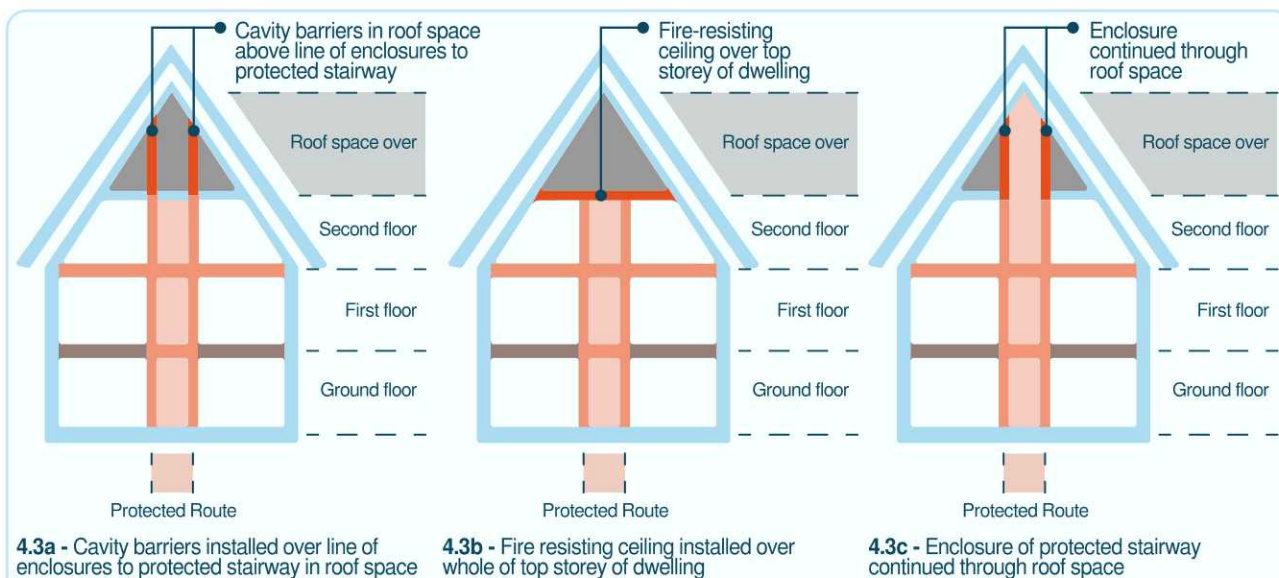 Cavity barriers in roof space
above line of enclosures to
protected stairway
Roof space over
Second floor
First floor
Ground floor
Protected Route
4.3a - Cavity barriers installed over line of
enclosures to protected stairway in roof space
Fire-resisting
ceiling over top
storey of dwelling
Roof space over
Second floor
First floor
Ground floor
Protected Route
4.3b - Fire resisting ceiling installed over
whole of top storey of dwelling
Enclosure
continued through
roof space
Roof space over
Second floor
First floor
Ground floor
Protected Route
4.3c - Enclosure of protected stairway
continued through roof space